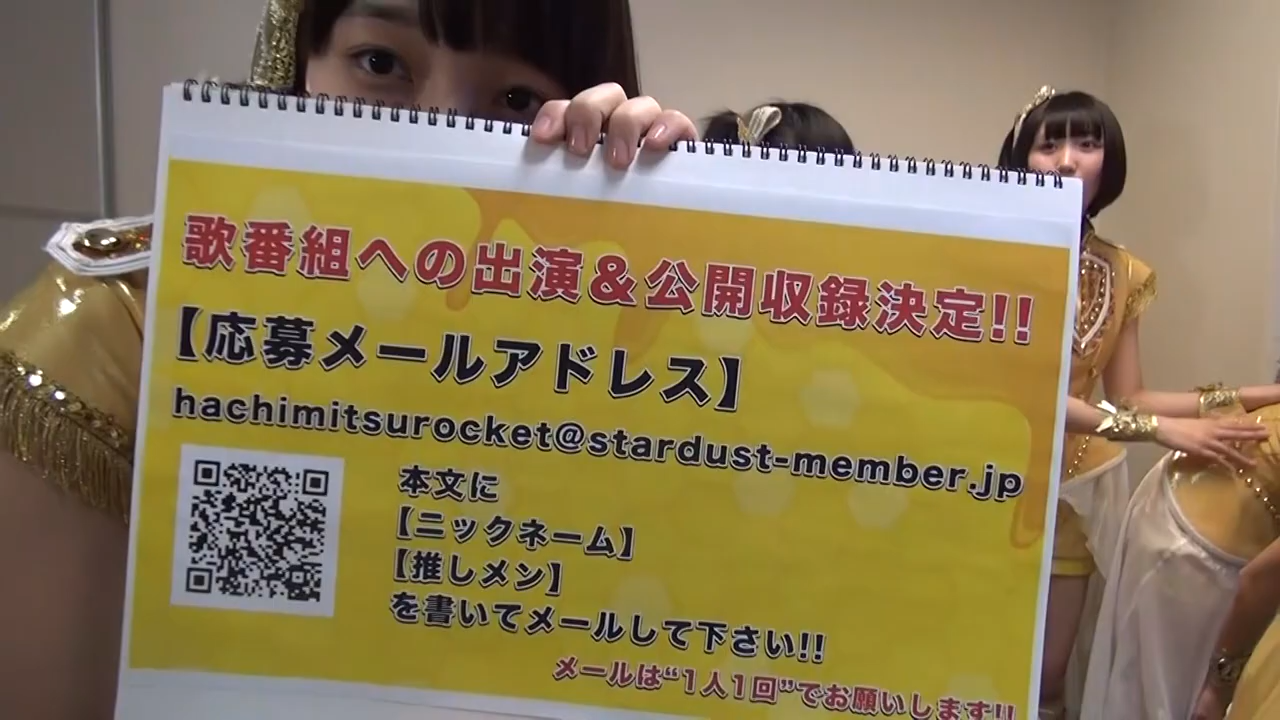 歌番組への出演&公開収録決定!!
【応募メールアドレス】
hachimitsurocket@stardust-member.jp
本文に
【ニックネーム】
【推しメン】
を書いてメールして下さい!!
メールは“1人1回”でお願いします!!